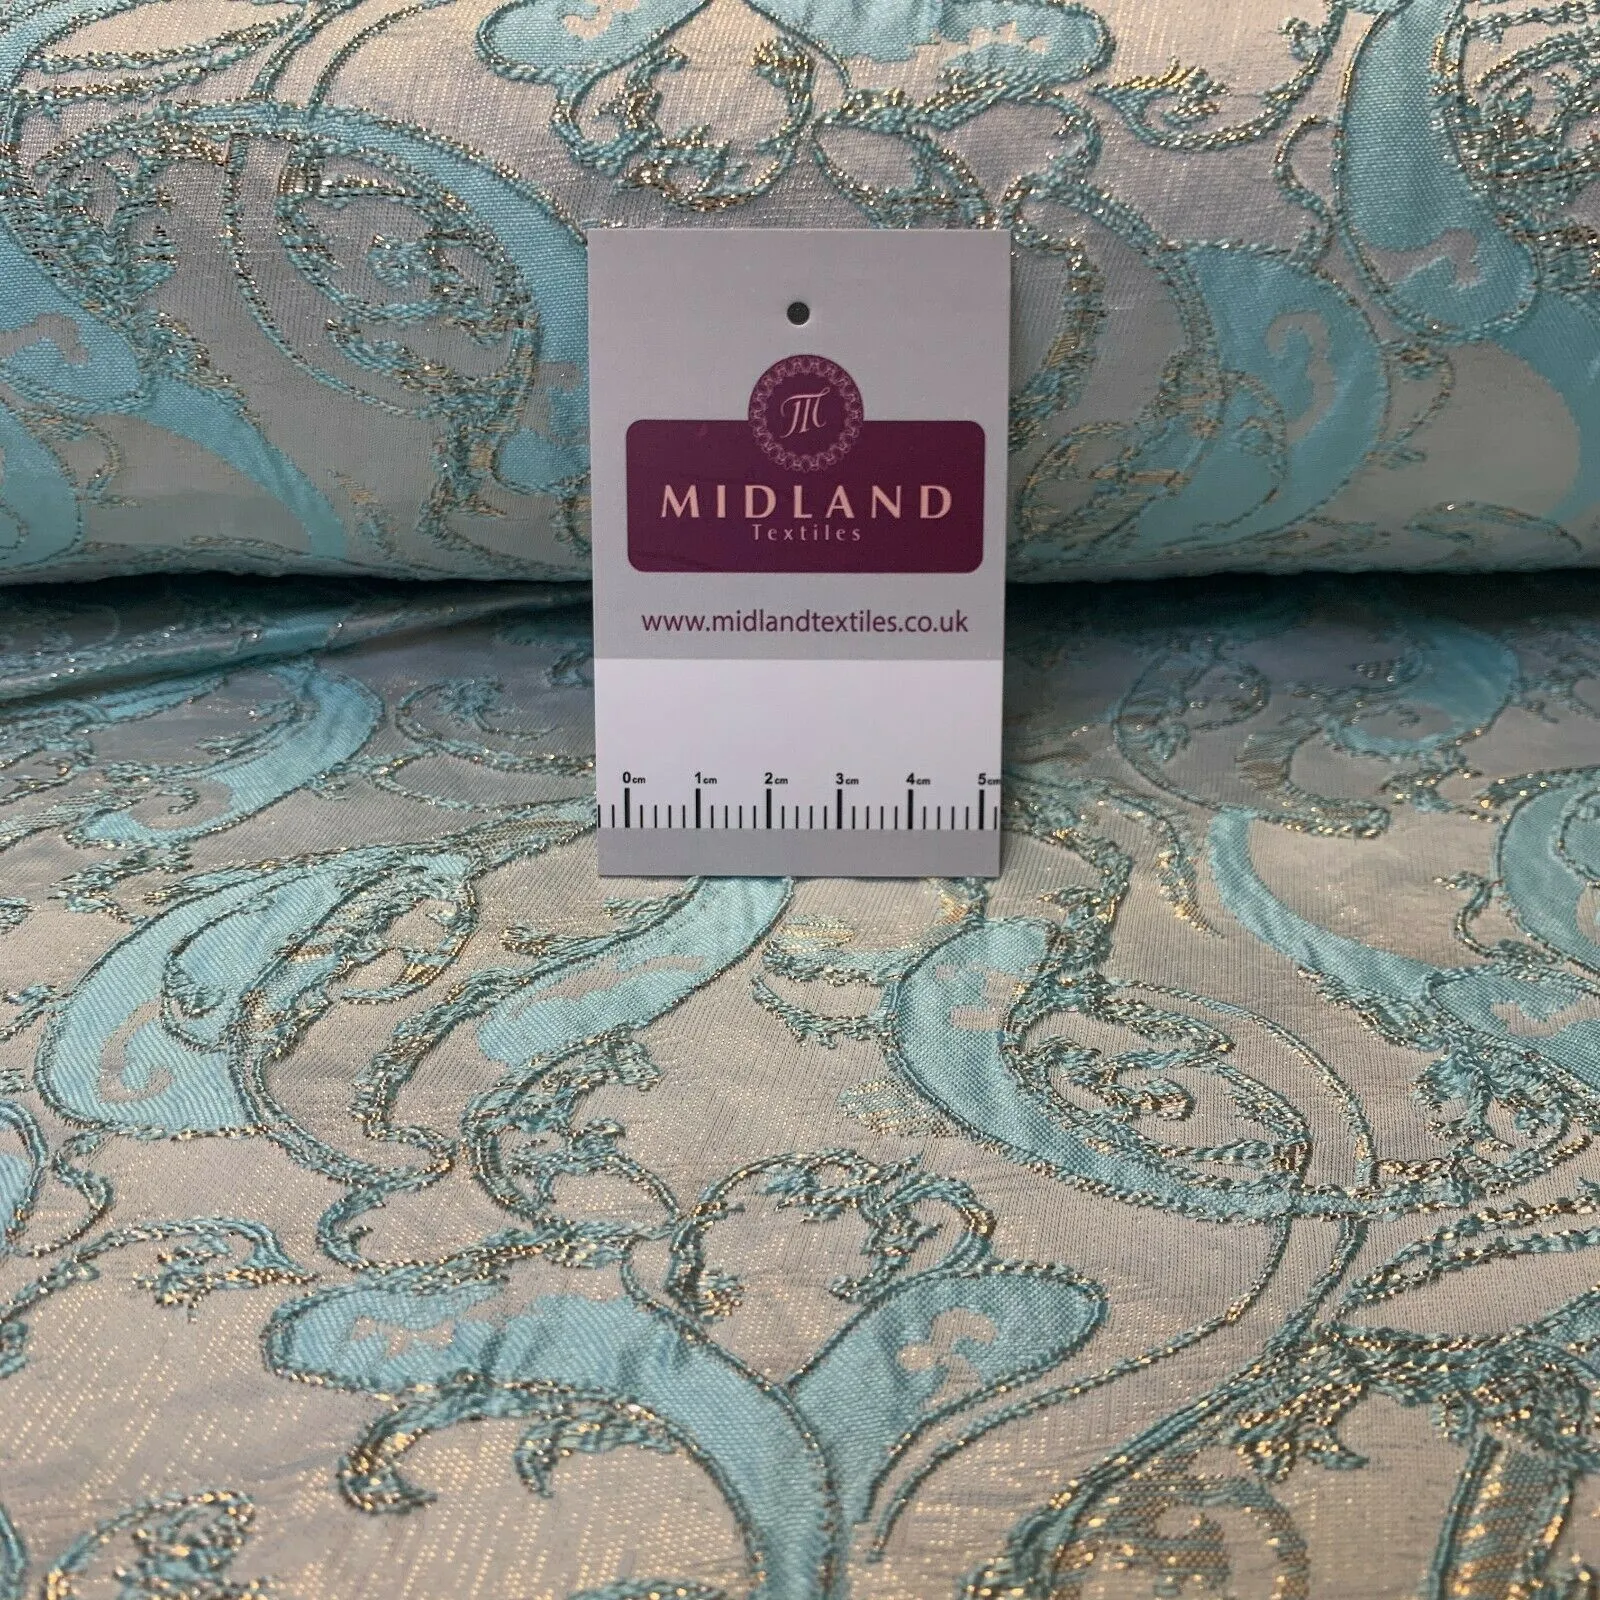 M
MIDLAND
Textiles
www.midlandtextiles.co.uk
0cm 1cm 2cm 3cm 4cm 5cm